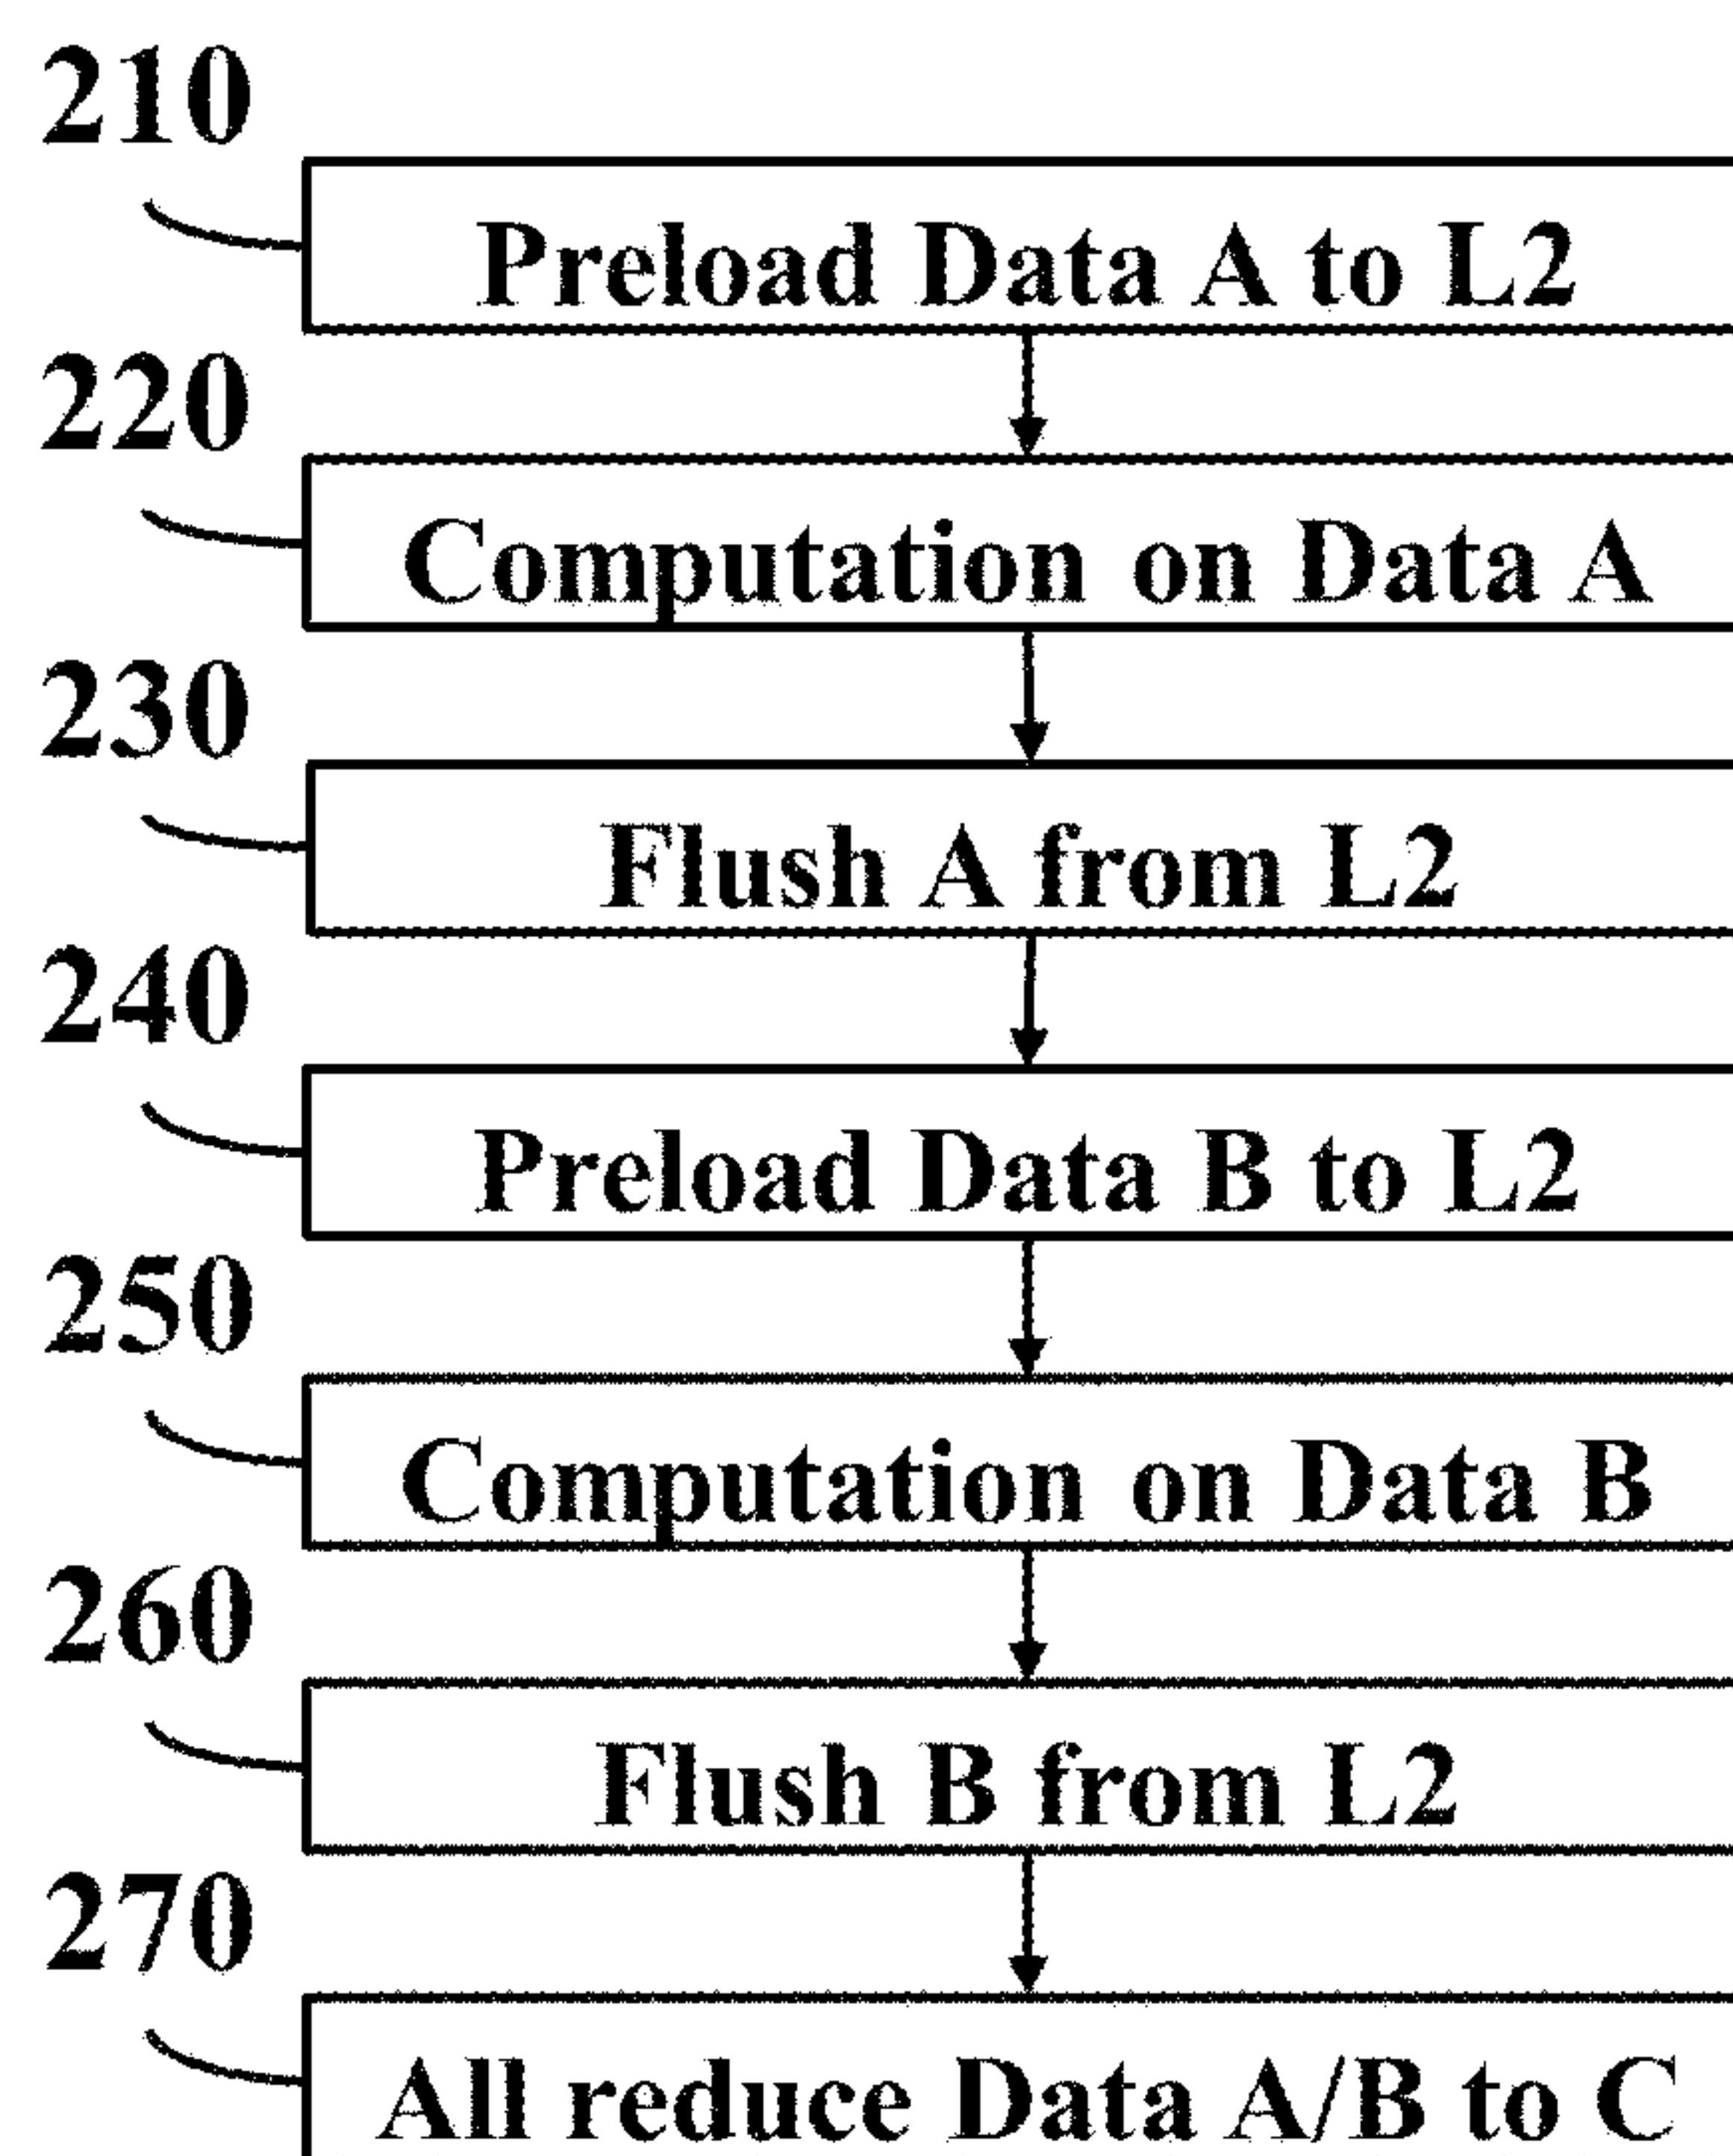 210
Preload Data A to L2
220
Computation on Data A
230
Flush A from L2
240
Preload Data B to L2
250
Computation on Data B
260
Flush B from L2
270
All reduce Data A/B to C